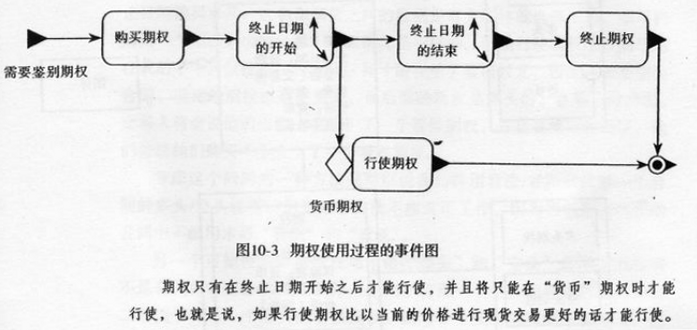 购买期权
终止日期
的开始
终止日期
的结束
终止期权
需要鉴别期权
行使期权
货币期权
图10-3 期权使用过程的事件图
期权只有在终止日期开始之后才能行使，并且将只能在“货币”期权时才能
行使，也就是说，如果行使期权比以当前的价格进行现货交易更好的话才能行使。